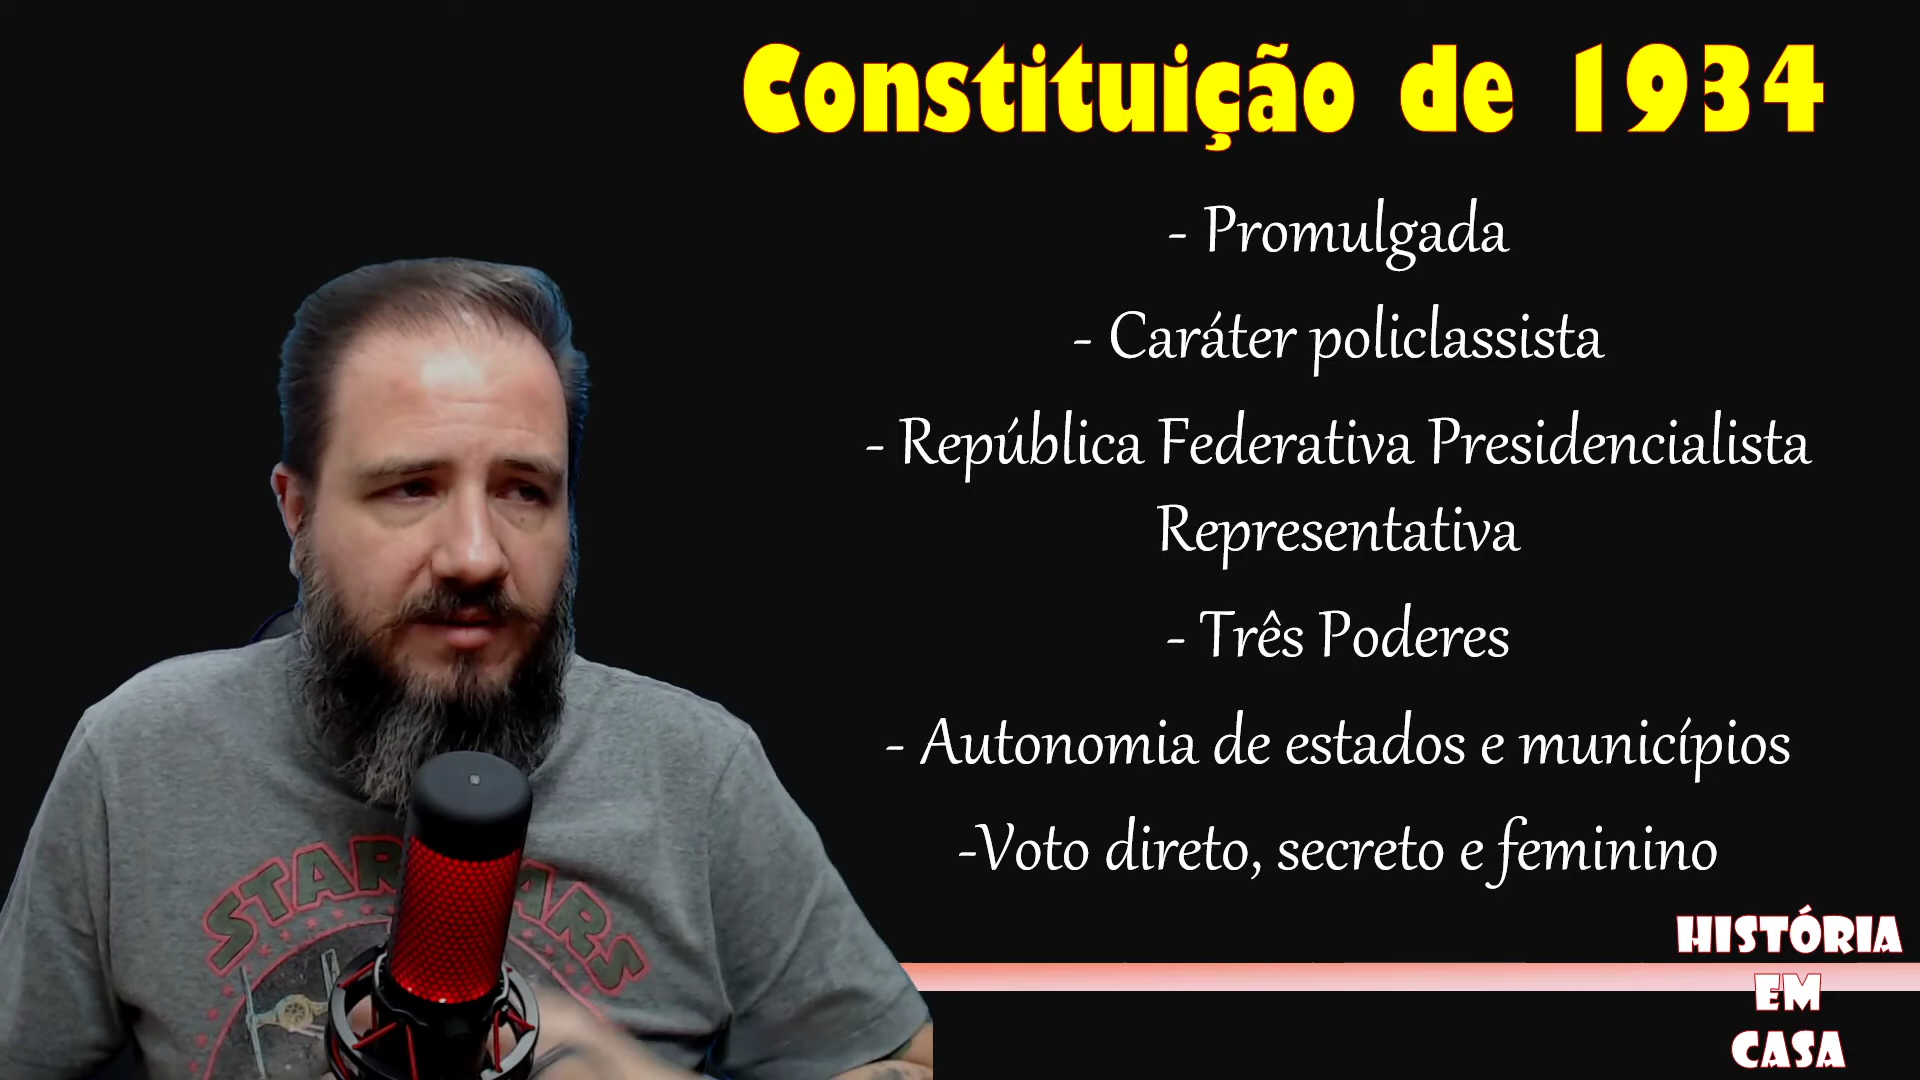 Constituição de 1934
- Promulgada
- Caráter policlassista
- República Federativa Presidencialista
Representativa
- Três Poderes
- Autonomia de estados e municípios
-Voto direto, secreto e feminino
HISTÓRIA
EM
CASA